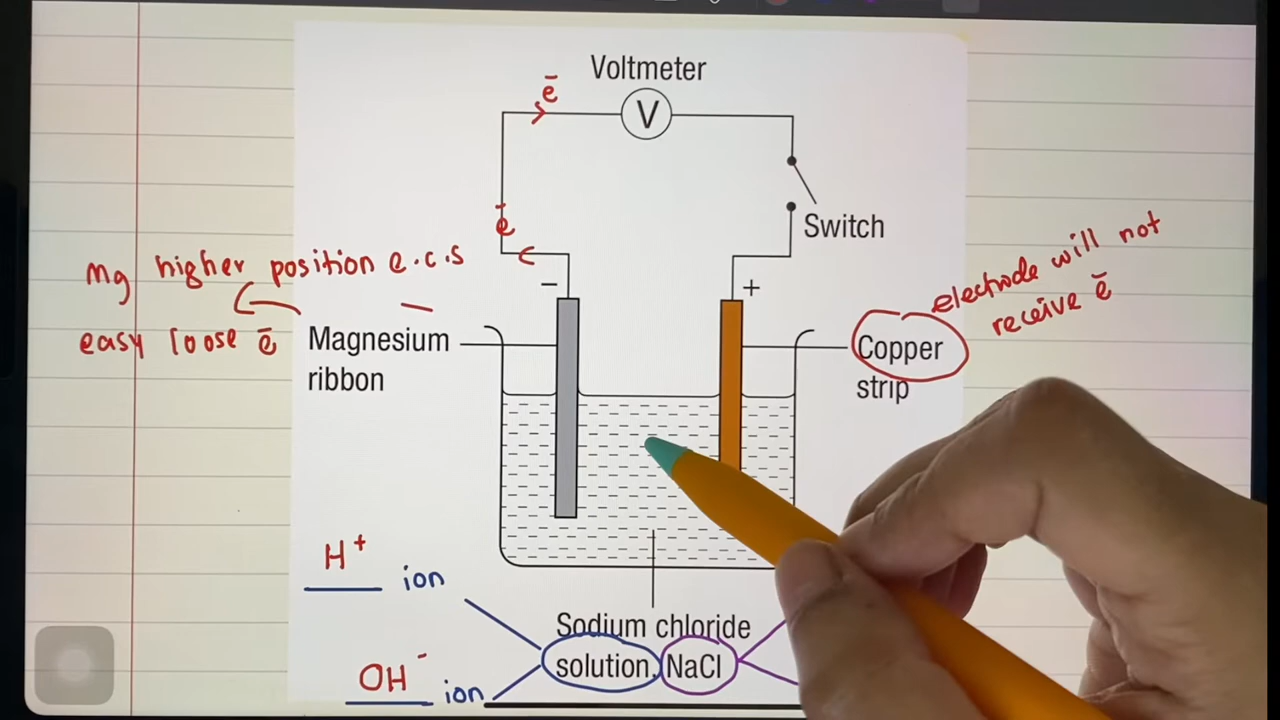 Voltmeter
ē
V
ē
Switch
Mg higher position e.c.s
easy loose ē
−
+
electrode will not
receive ē
Magnesium
ribbon
Copper
strip
H+ ion
Sodium chloride
solution, NaCl
OH- ion